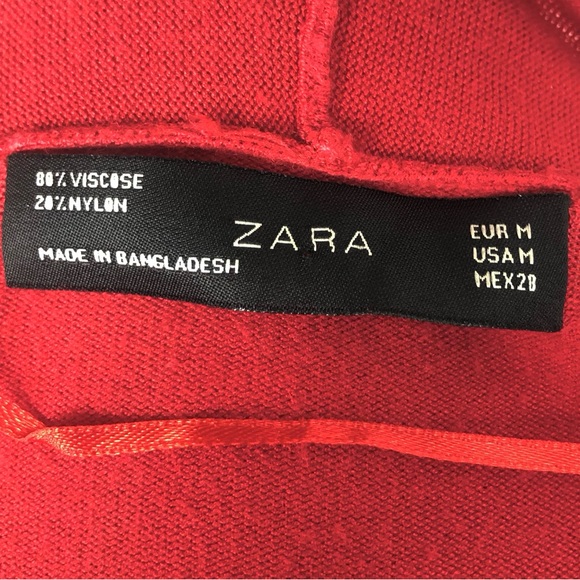 80% VISCOSE
20% NYLON
MADE IN BANGLADESH
ZARA
EUR M
USA M
MEX 28